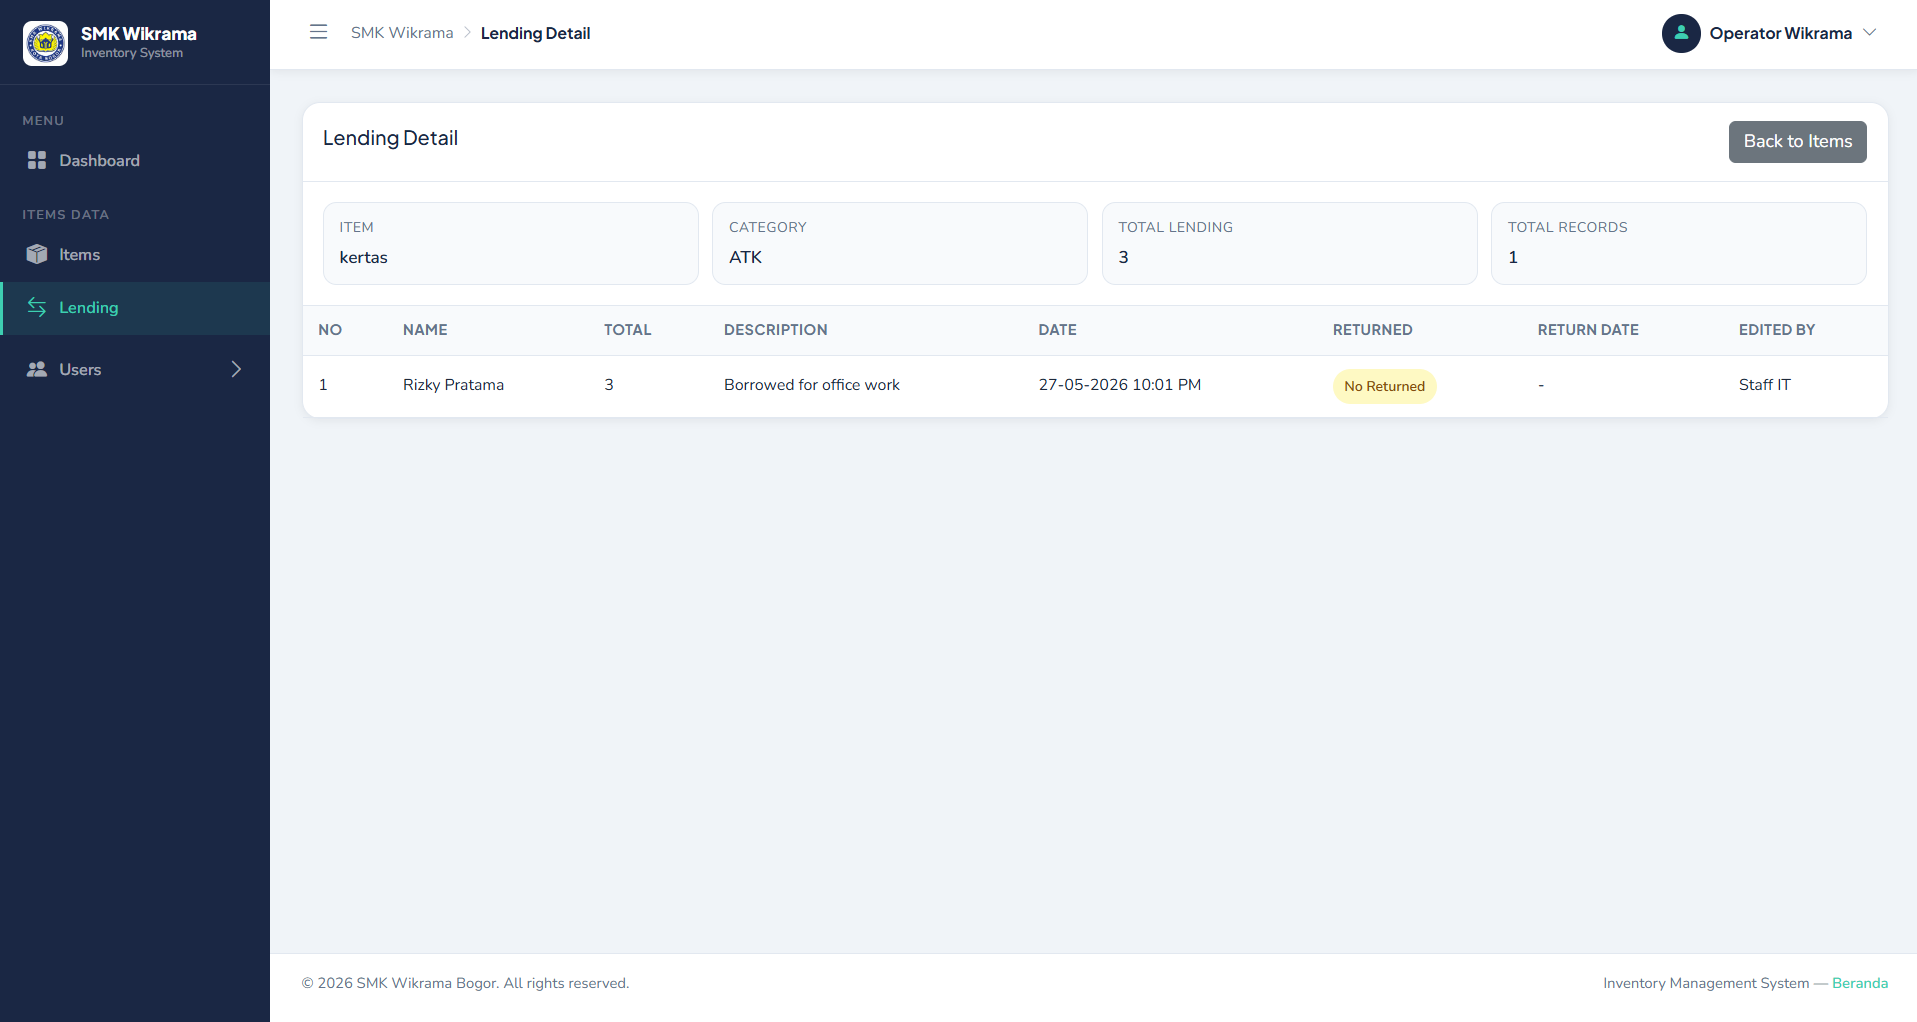 SMK Wikrama
Inventory System
MENU
Dashboard
ITEMS DATA
Items
Lending
Users
SMK Wikrama > Lending Detail
Operator Wikrama
Lending Detail
Back to Items
ITEM
kertas
CATEGORY
ATK
TOTAL LENDING
3
TOTAL RECORDS
1
NO NAME TOTAL DESCRIPTION DATE RETURNED RETURN DATE EDITED BY
1 Rizky Pratama 3 Borrowed for office work 27-05-2026 10:01 PM No Returned - Staff IT
© 2026 SMK Wikrama Bogor. All rights reserved.
Inventory Management System — Beranda